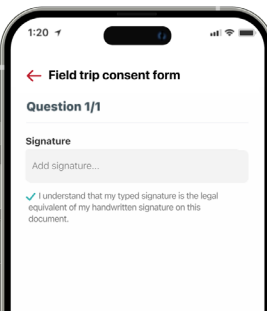 1:20
Field trip consent form
Question 1/1
Signature
Add signature...
I understand that my typed signature is the legal
equivalent of my handwritten signature on this
document.